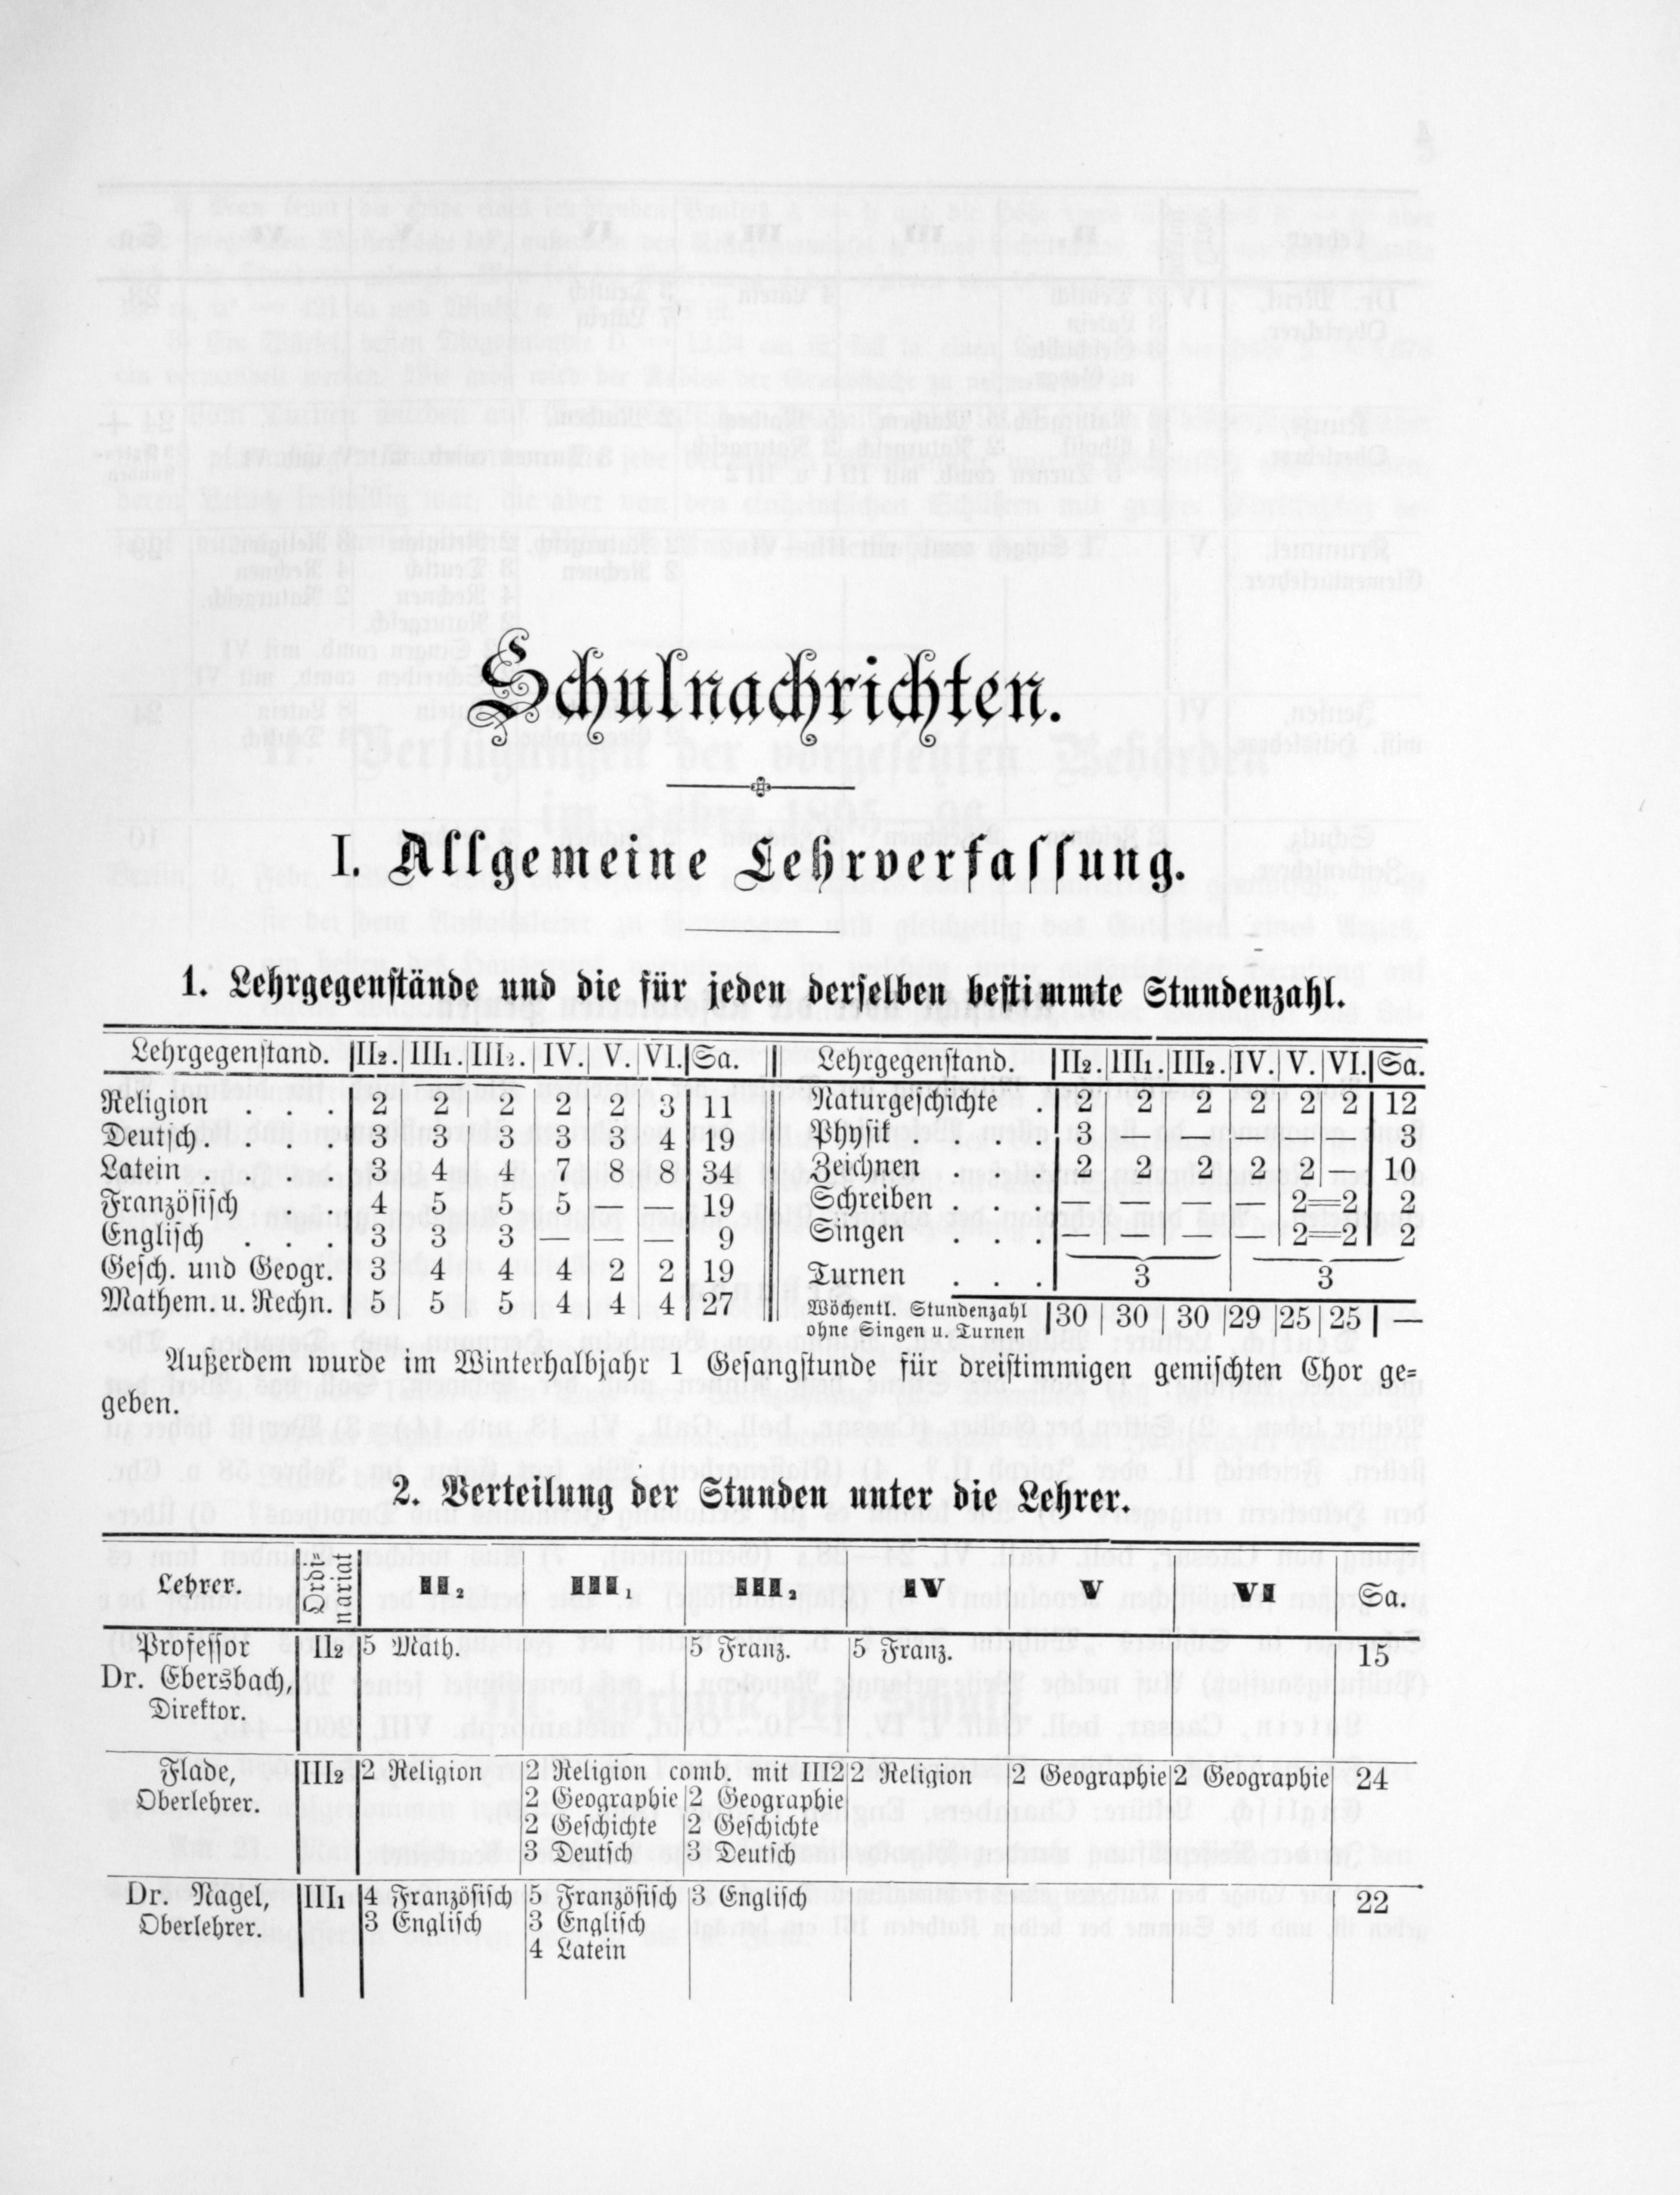 Schulnachrichten.
I. Allgemeine Lehrverfassung.
1. Lehrgegenstände und die für jeden derselben bestimmte Stundenzahl.
Lehrgegenstand. II2. III1. III2. IV. V. VI. Sa. Lehrgegenstand. II2. III1. III2. IV. V. VI. Sa.
Religion . . . 2 2 2 2 2 3 11 Naturgeschichte . 2 2 2 2 2 2 12
Deutsch . . . . 3 3 3 3 3 4 19 Physik . . . . 3 — — — — — 3
Latein . . . . 3 4 4 7 8 8 34 Zeichnen . . . 2 2 2 2 2 — 10
Französisch . . 4 5 5 5 — — 19 Schreiben . . . — — — — 2=2 2
Englisch . . . 3 3 3 — — — 9 Singen . . . — — — — 2=2 2
Gesch. und Geogr. 3 4 4 4 2 2 19 Turnen . . . 3 3
Mathem. u. Rechn. 5 5 5 4 4 4 27 Wöchentl. Stundenzahl ohne Singen u. Turnen 30 30 30 29 25 25 —
Außerdem wurde im Winterhalbjahr 1 Gesangstunde für dreistimmigen gemischten Chor ge=
geben.
2. Verteilung der Stunden unter die Lehrer.
Lehrer. Ordi=nariat II2 III1 III2 IV V VI Sa.
Professor II2 5 Math. 5 Franz. 5 Franz. 15
Dr. Ebersbach,
Direktor.
Flade, III2 2 Religion 2 Religion comb. mit III2 2 Religion 2 Geographie 2 Geographie 24
Oberlehrer. 2 Geographie 2 Geographie
2 Geschichte 2 Geschichte
3 Deutsch 3 Deutsch
Dr. Nagel, III1 4 Französisch 5 Französisch 3 Englisch 22
Oberlehrer. 3 Englisch 3 Englisch
4 Latein